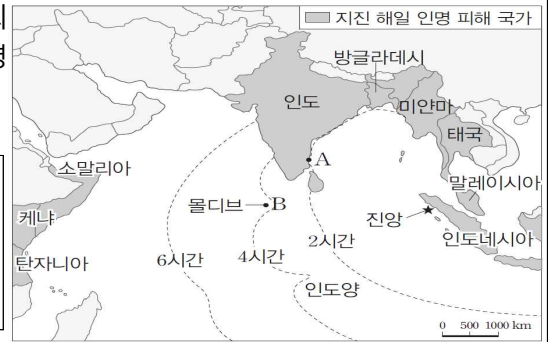 지진 해일 인명 피해 국가
방글라데시
인도
미얀마
태국
A
소말리아
말레이시아
몰디브 B
케냐
진앙
2시간
인도네시아
6시간
4시간
탄자니아
인도양
0 500 1000 km